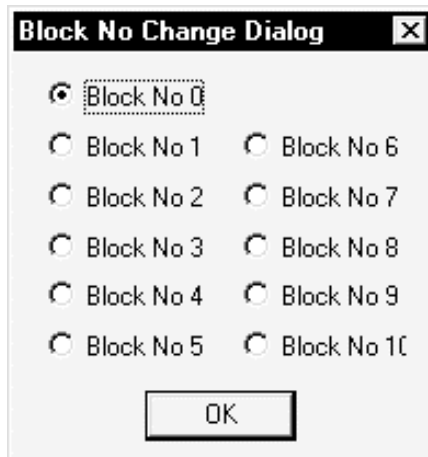 Block No Change Dialog
Block No 0
Block No 1 Block No 6
Block No 2 Block No 7
Block No 3 Block No 8
Block No 4 Block No 9
Block No 5 Block No 10
OK